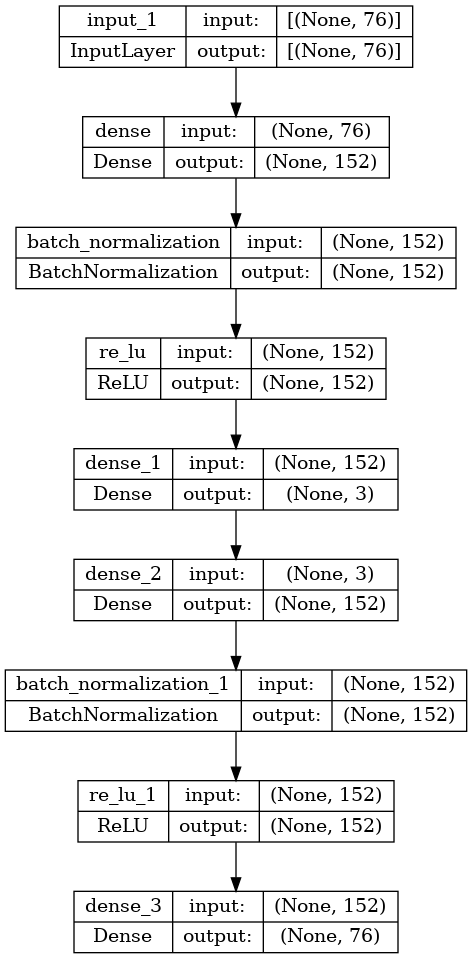 input_1 input: [(None, 76)]
InputLayer output: [(None, 76)]
dense input: (None, 76)
Dense output: (None, 152)
batch_normalization input: (None, 152)
BatchNormalization output: (None, 152)
re_lu input: (None, 152)
ReLU output: (None, 152)
dense_1 input: (None, 152)
Dense output: (None, 3)
dense_2 input: (None, 3)
Dense output: (None, 152)
batch_normalization_1 input: (None, 152)
BatchNormalization output: (None, 152)
re_lu_1 input: (None, 152)
ReLU output: (None, 152)
dense_3 input: (None, 152)
Dense output: (None, 76)